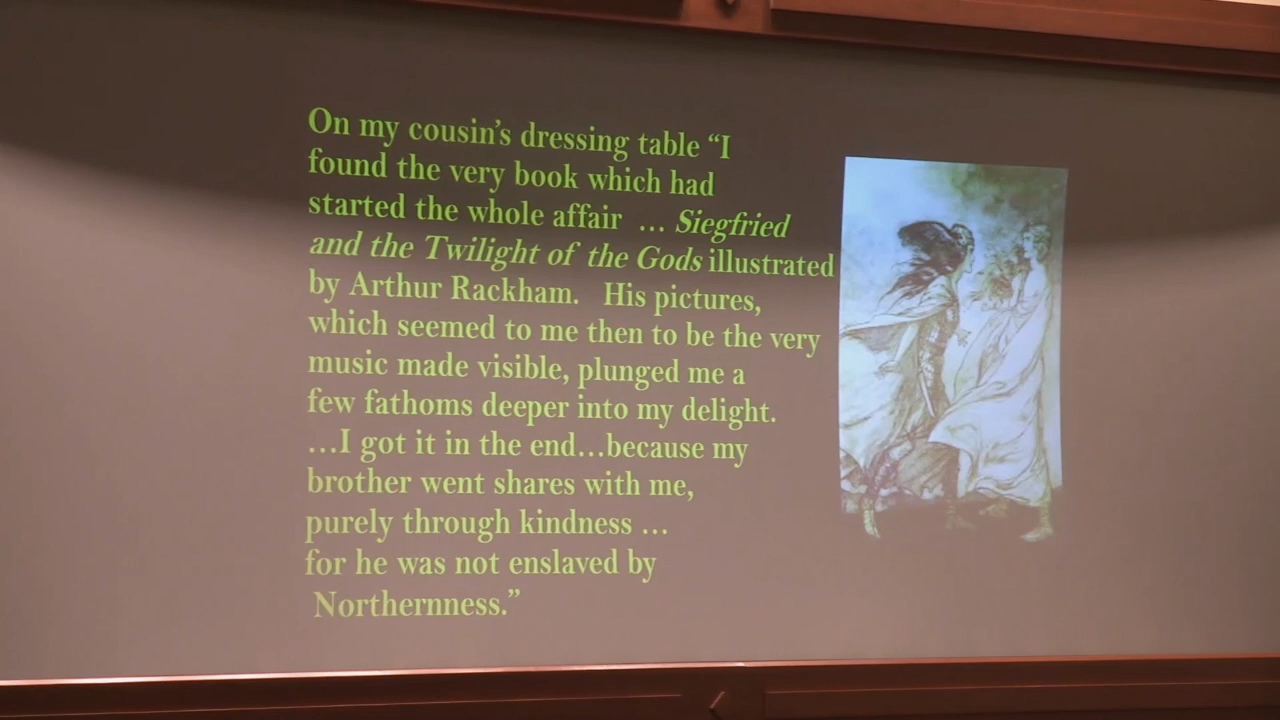 On my cousin's dressing table “I
found the very book which had
started the whole affair … Siegfried
and the Twilight of the Gods illustrated
by Arthur Rackham. His pictures,
which seemed to me then to be the very
music made visible, plunged me a
few fathoms deeper into my delight.
…I got it in the end…because my
brother went shares with me,
purely through kindness …
for he was not enslaved by
Northernness.”